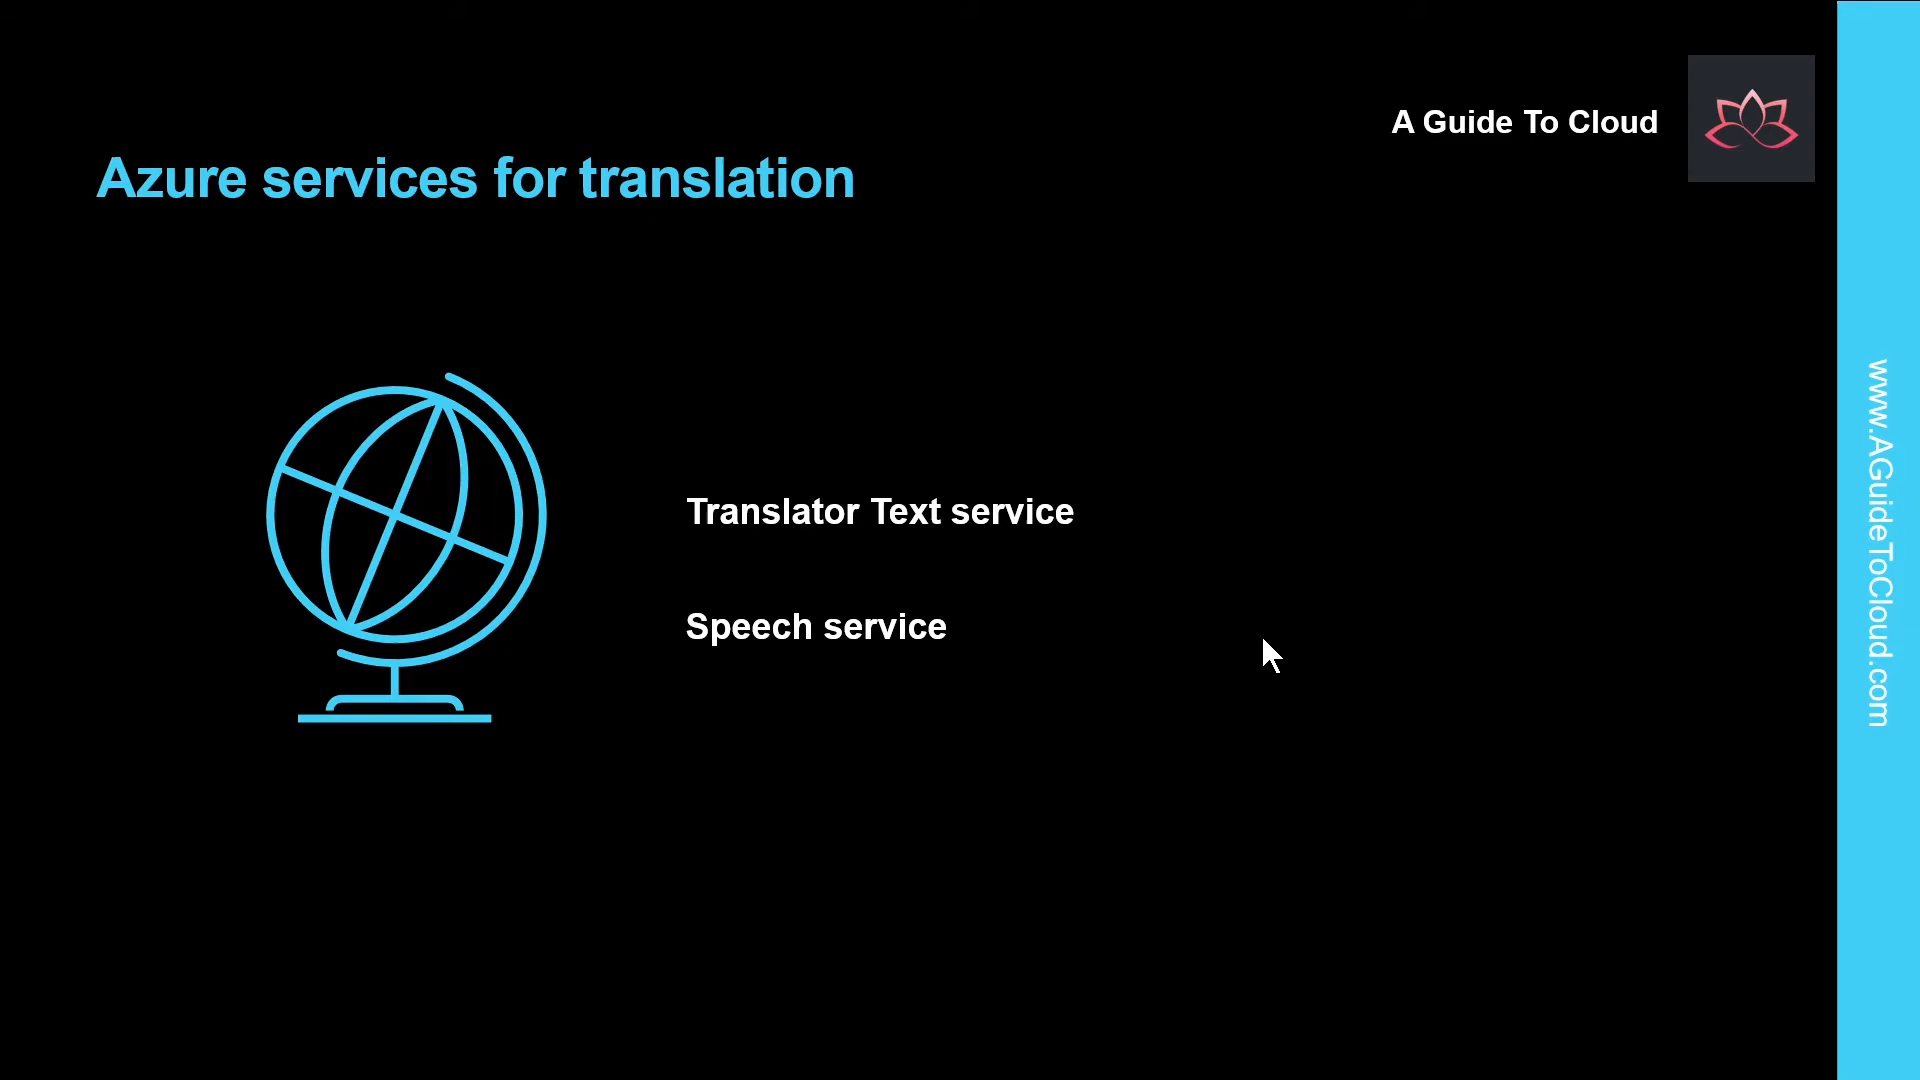 A Guide To Cloud
Azure services for translation
Translator Text service
Speech service
www.AGuideToCloud.com